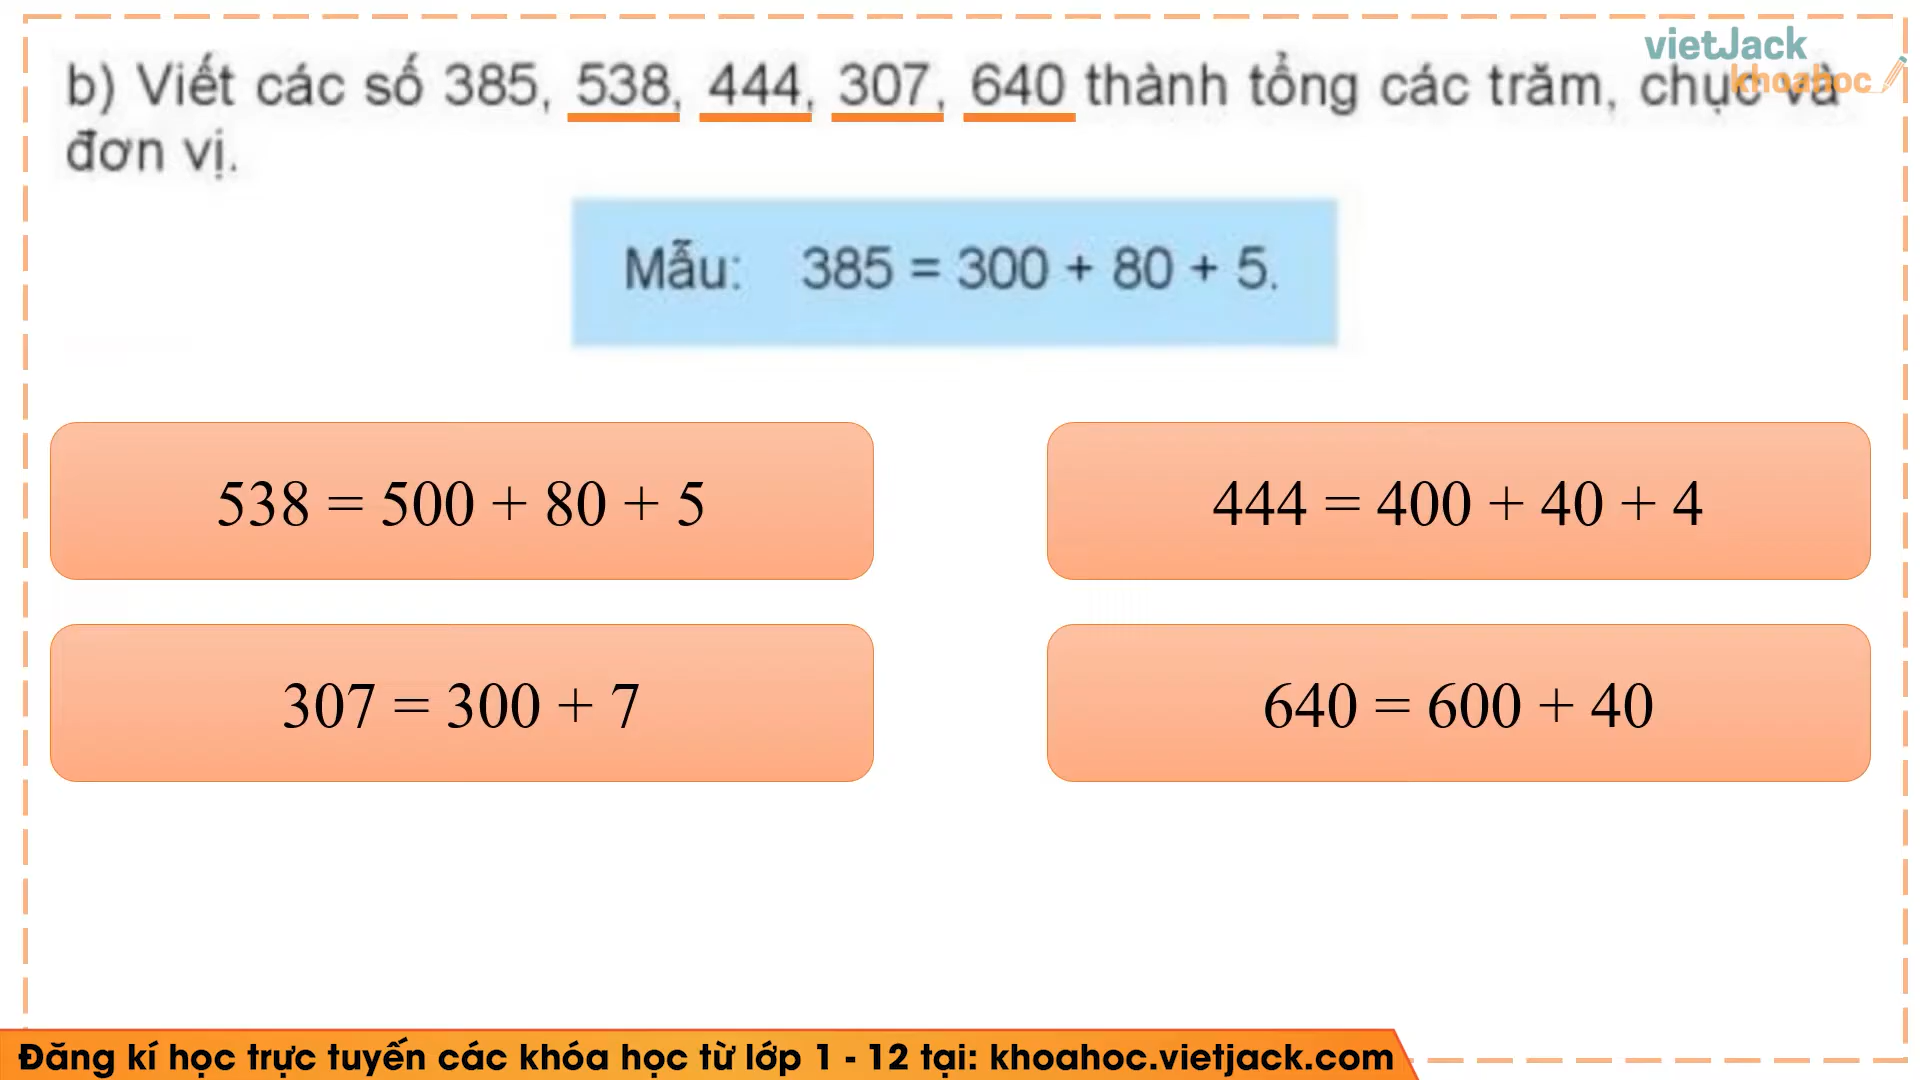 vietJack
khoahoc
b) Viết các số 385, 538, 444, 307, 640 thành tổng các trăm, chục và
đơn vị.
Mẫu: 385 = 300 + 80 + 5.
538 = 500 + 80 + 5
444 = 400 + 40 + 4
307 = 300 + 7
640 = 600 + 40
Đăng kí học trực tuyến các khóa học từ lớp 1 - 12 tại: khoahoc.vietjack.com